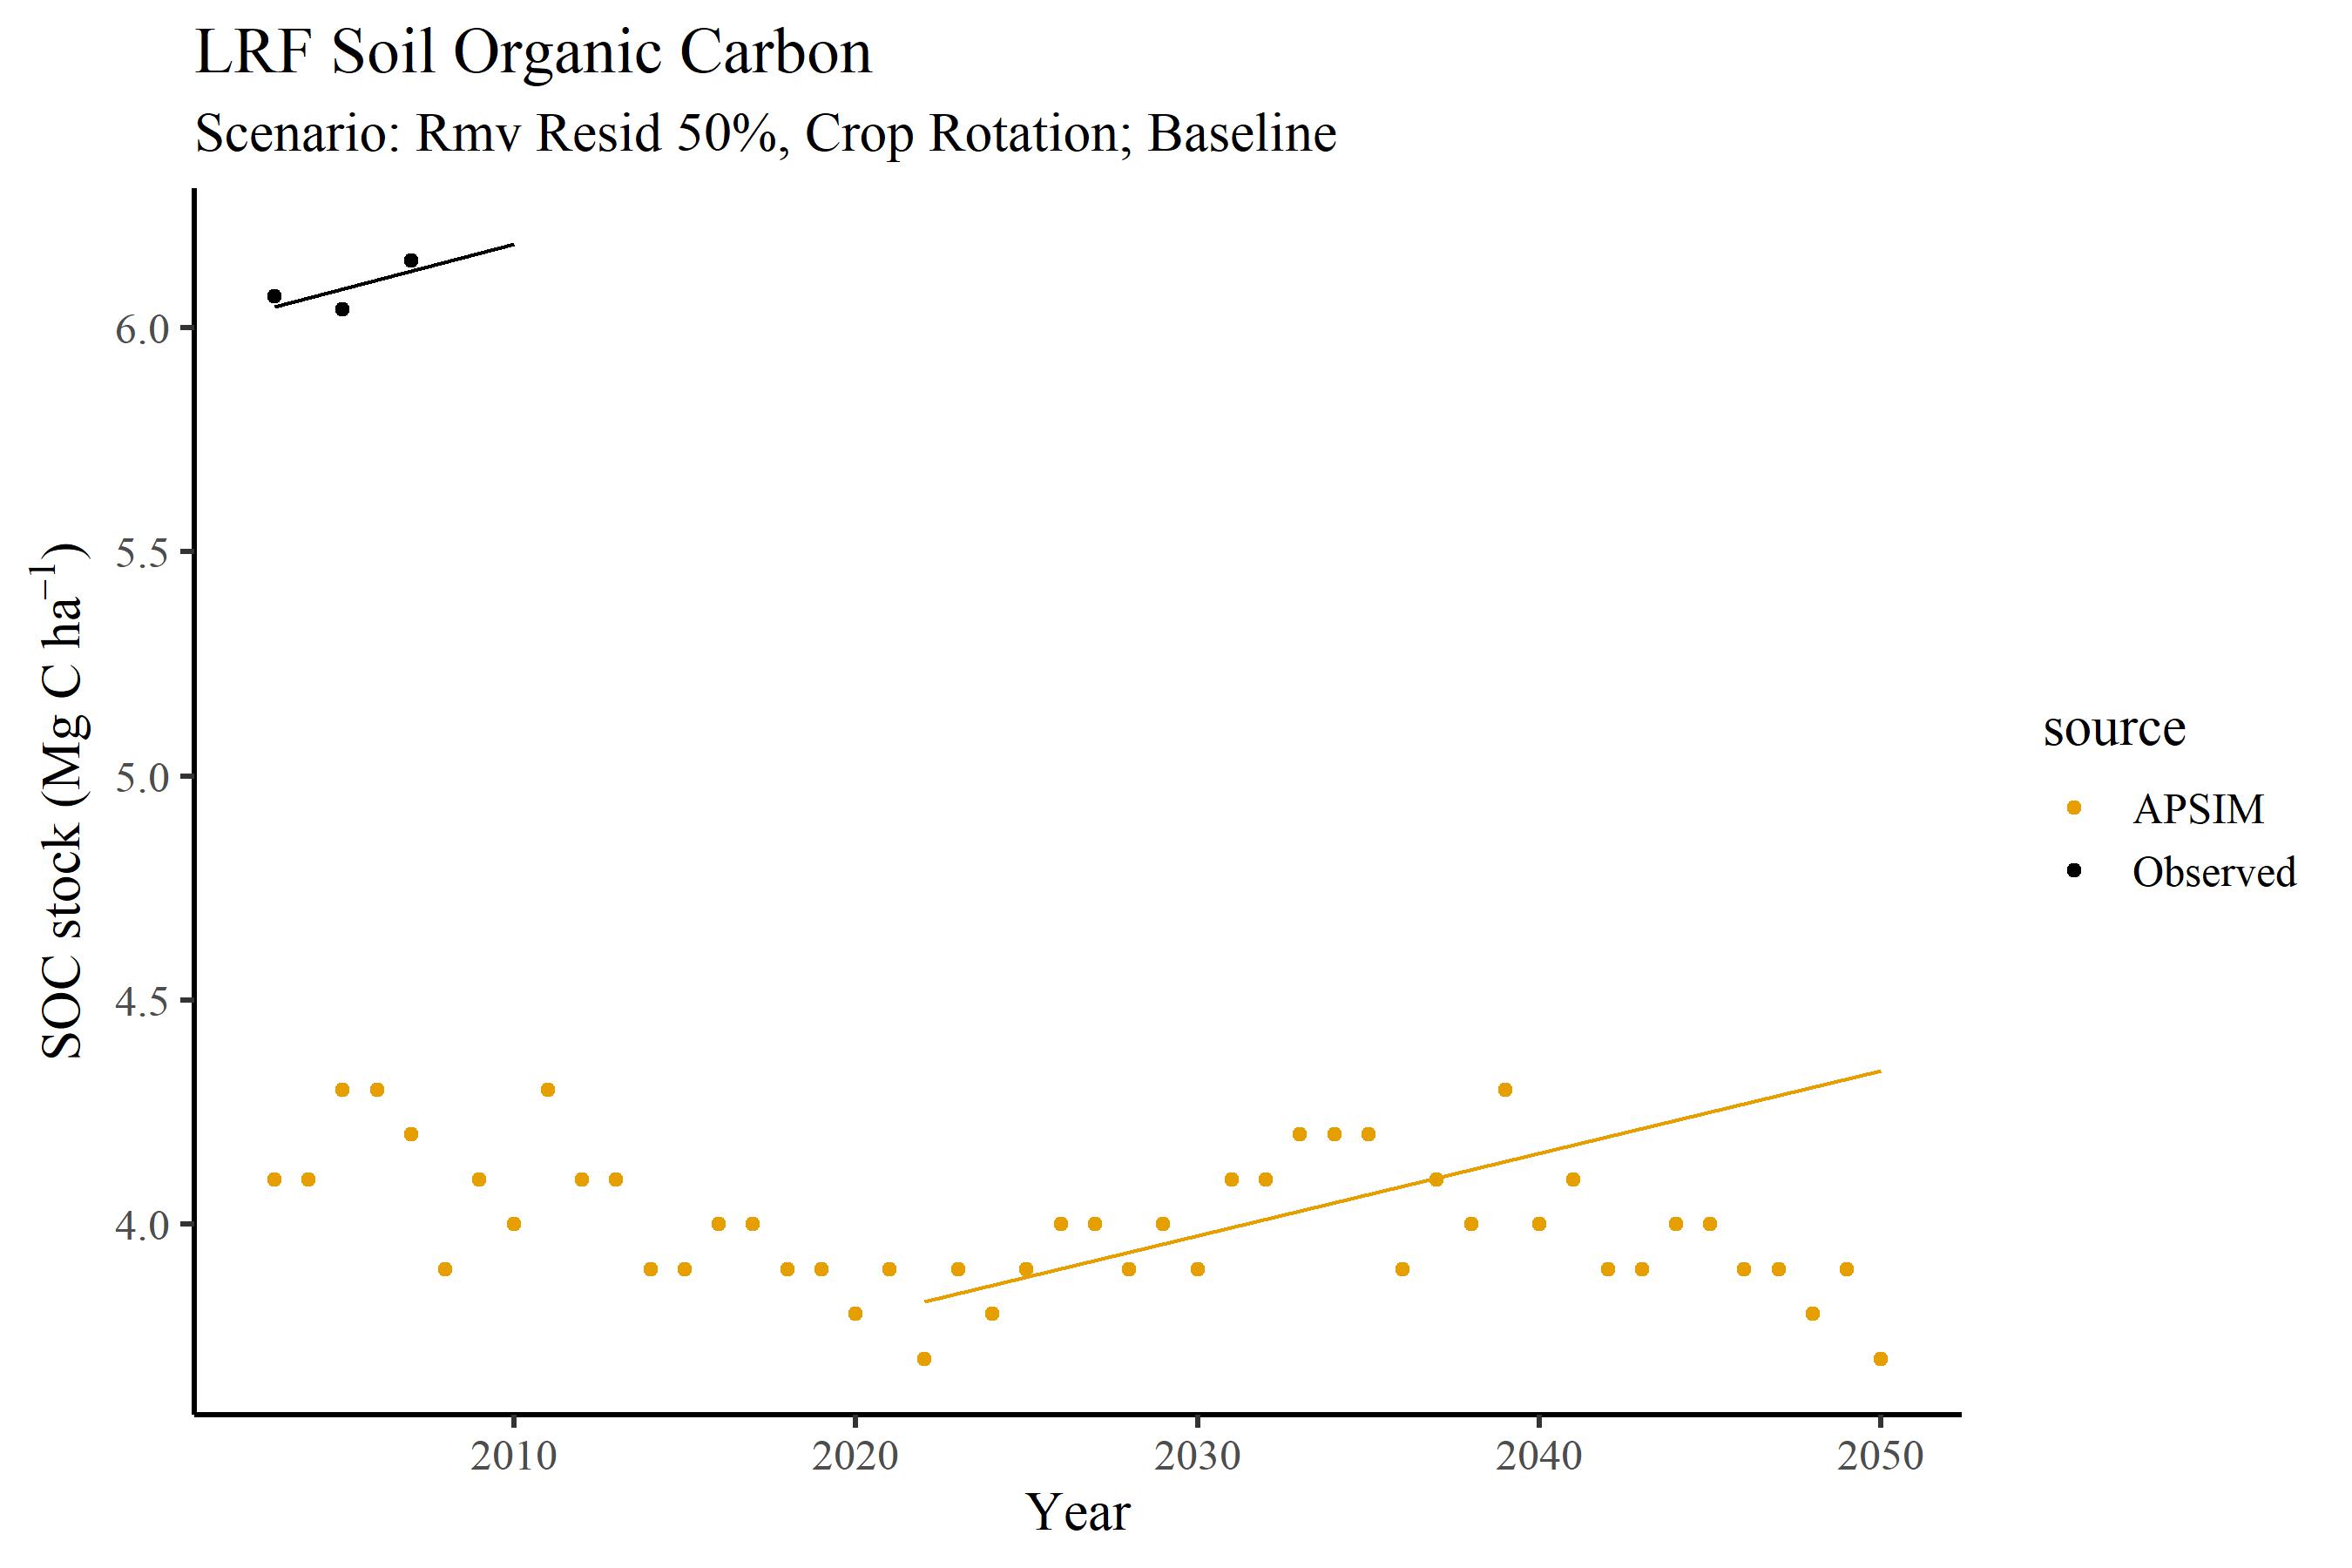 LRF Soil Organic Carbon
Scenario: Rmv Resid 50%, Crop Rotation; Baseline
SOC stock (Mg C ha⁻¹)
6.0
5.5
5.0
4.5
4.0
2010
2020
2030
2040
2050
Year
source
APSIM
Observed